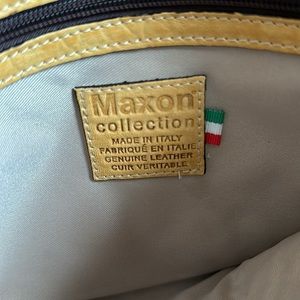 Maxon
collection
MADE IN ITALY
FABRIQUÉ EN ITALIE
GENUINE LEATHER
CUIR VERITABLE